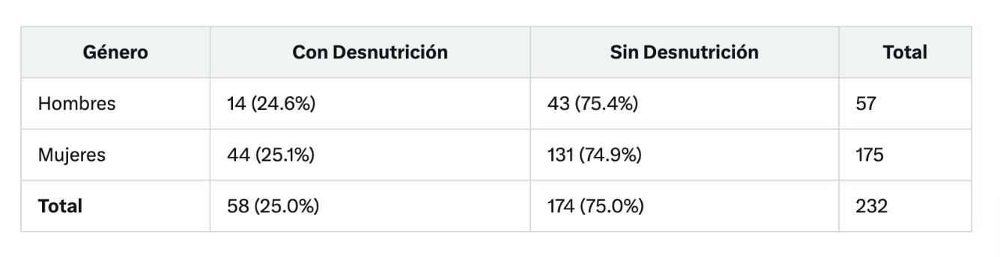 Género Con Desnutrición Sin Desnutrición Total
Hombres 14 (24.6%) 43 (75.4%) 57
Mujeres 44 (25.1%) 131 (74.9%) 175
Total 58 (25.0%) 174 (75.0%) 232